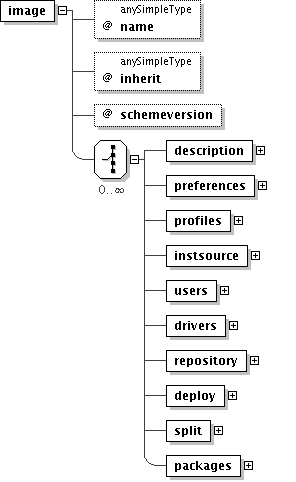 image
anySimpleType
@ name
anySimpleType
@ inherit
@ schemeversion
0..∞
description
preferences
profiles
instsource
users
drivers
repository
deploy
split
packages